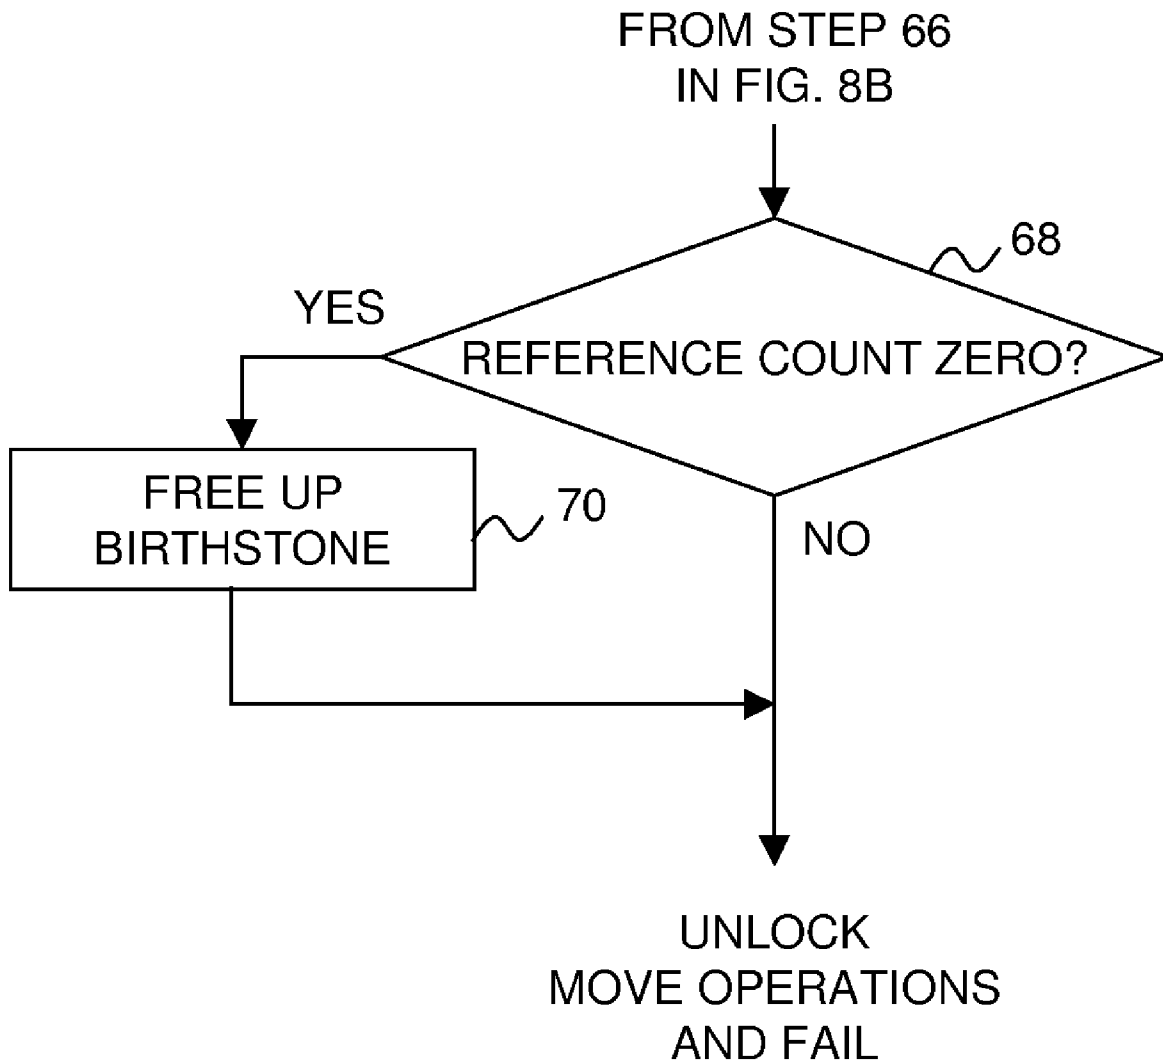 FROM STEP 66
IN FIG. 8B
68
YES
REFERENCE COUNT ZERO?
FREE UP
BIRTHSTONE
70
NO
UNLOCK
MOVE OPERATIONS
AND FAIL